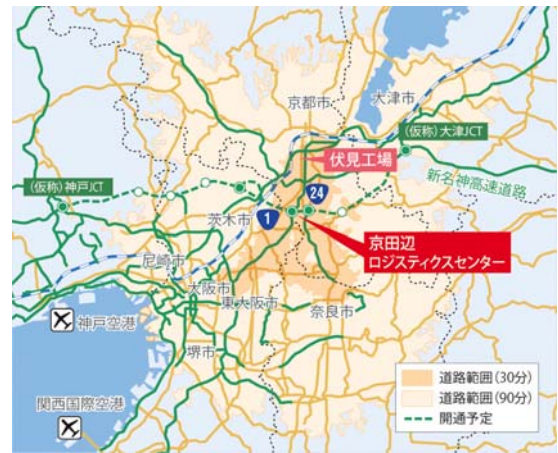 京都市
大津市
(仮称)大津JCT
伏見工場
新名神高速道路
(仮称)神戸JCT
24
茨木市
1
京田辺
ロジスティクスセンター
尼崎市
大阪市
東大阪市
奈良市
神戸空港
堺市
関西国際空港
道路範囲(30分)
道路範囲(90分)
開通予定